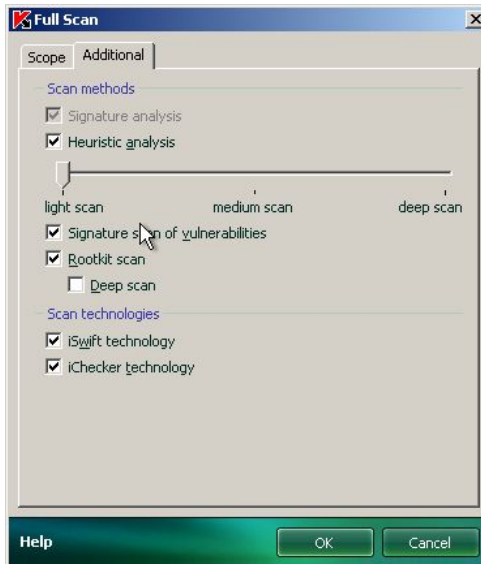 Full Scan
Scope Additional
Scan methods
Signature analysis
Heuristic analysis
light scan medium scan deep scan
Signature scan of vulnerabilities
Rootkit scan
Deep scan
Scan technologies
iSwift technology
iChecker technology
Help OK Cancel